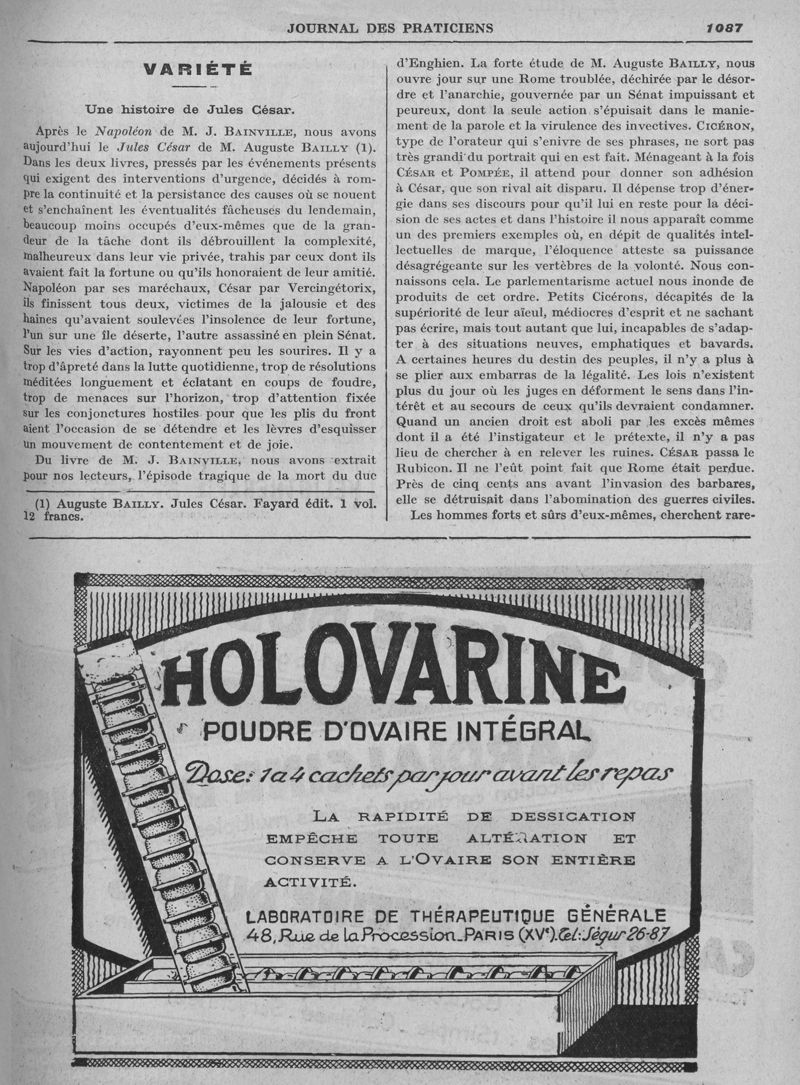 JOURNAL DES PRATICIENS 1087
VARIÉTÉ
Une histoire de Jules César.
Après le Napoléon de M. J. BAINVILLE, nous avons
aujourd'hui le Jules César de M. Auguste BAILLY (1).
Dans les deux livres, pressés par les événements présents
qui exigent des interventions d'urgence, décidés à rom-
pre la continuité et la persistance des causes où se nouent
et s'enchaînent les éventualités fâcheuses du lendemain,
beaucoup moins occupés d'eux-mêmes que de la gran-
deur de la tâche dont ils débrouillent la complexité,
malheureux dans leur vie privée, trahis par ceux dont ils
avaient fait la fortune ou qu'ils honoraient de leur amitié.
Napoléon par ses maréchaux, César par Vercingétorix,
ils finissent tous deux, victimes de la jalousie et des
haines qu'avaient soulevées l'insolence de leur fortune,
l'un sur une île déserte, l'autre assassiné en plein Sénat.
Sur les vies d'action, rayonnent peu les sourires. Il y a
trop d'âpreté dans la lutte quotidienne, trop de résolutions
méditées longuement et éclatant en coups de foudre,
trop de menaces sur l'horizon, trop d'attention fixée
sur les conjonctures hostiles pour que les plis du front
aient l'occasion de se détendre et les lèvres d'esquisser
un mouvement de contentement et de joie.
Du livre de M. J. BAINVILLE, nous avons extrait
pour nos lecteurs, l'épisode tragique de la mort du duc
(1) Auguste BAILLY. Jules César. Fayard édit. 1 vol.
12 francs.
d'Enghien. La forte étude de M. Auguste BAILLY, nous
ouvre jour sur une Rome troublée, déchirée par le désor-
dre et l'anarchie, gouvernée par un Sénat impuissant et
peureux, dont la seule action s'épuisait dans le manie-
ment de la parole et la virulence des invectives. CICÉRON,
type de l'orateur qui s'enivre de ses phrases, ne sort pas
très grandi du portrait qui en est fait. Ménageant à la fois
CÉSAR et POMPÉE, il attend pour donner son adhésion
à César, que son rival ait disparu. Il dépense trop d'éner-
gie dans ses discours pour qu'il lui en reste pour la déci-
sion de ses actes et dans l'histoire il nous apparaît comme
un des premiers exemples où, en dépit de qualités intel-
lectuelles de marque, l'éloquence atteste sa puissance
désagrégeante sur les vertèbres de la volonté. Nous con-
naissons cela. Le parlementarisme actuel nous inonde de
produits de cet ordre. Petits Cicérons, décapités de la
supériorité de leur aïeul, médiocres d'esprit et ne sachant
pas écrire, mais tout autant que lui, incapables de s'adap-
ter à des situations neuves, emphatiques et bavards.
A certaines heures du destin des peuples, il n'y a plus à
se plier aux embarras de la légalité. Les lois n'existent
plus du jour où les juges en déforment le sens dans l'in-
térêt et au secours de ceux qu'ils devraient condamner.
Quand un ancien droit est aboli par les excès mêmes
dont il a été l'instigateur et le prétexte, il n'y a pas
lieu de chercher à en relever les ruines. CÉSAR passa le
Rubicon. Il ne l'eût point fait que Rome était perdue.
Près de cinq cents ans avant l'invasion des barbares,
elle se détruisait dans l'abomination des guerres civiles.
Les hommes forts et sûrs d'eux-mêmes, cherchent rare-
HOLOVARINE
POUDRE D'OVAIRE INTÉGRAL
Dose: 1 a 4 cachets par jour avant les repas
LA RAPIDITÉ DE DESSICATION
EMPÊCHE TOUTE ALTÉRATION ET
CONSERVE A L'OVAIRE SON ENTIÈRE
ACTIVITÉ.
LABORATOIRE DE THÉRAPEUTIQUE GÉNÉRALE
48, Rue de la Procession_PARIS (XVe). Tél: Ségur 26-87